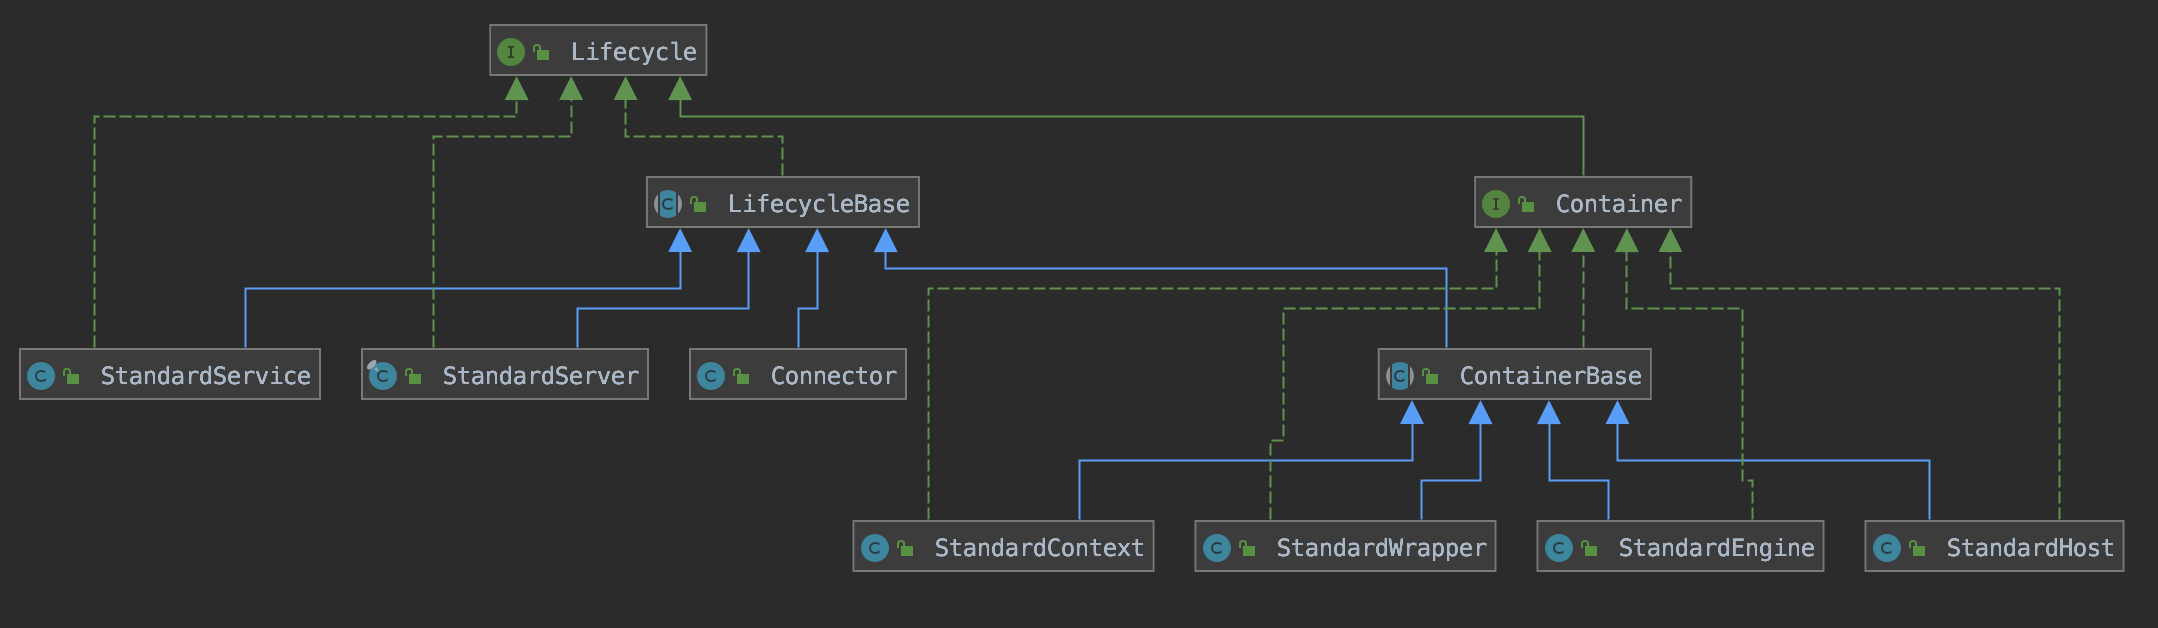 Lifecycle
LifecycleBase
Container
StandardService
StandardServer
Connector
ContainerBase
StandardContext
StandardWrapper
StandardEngine
StandardHost